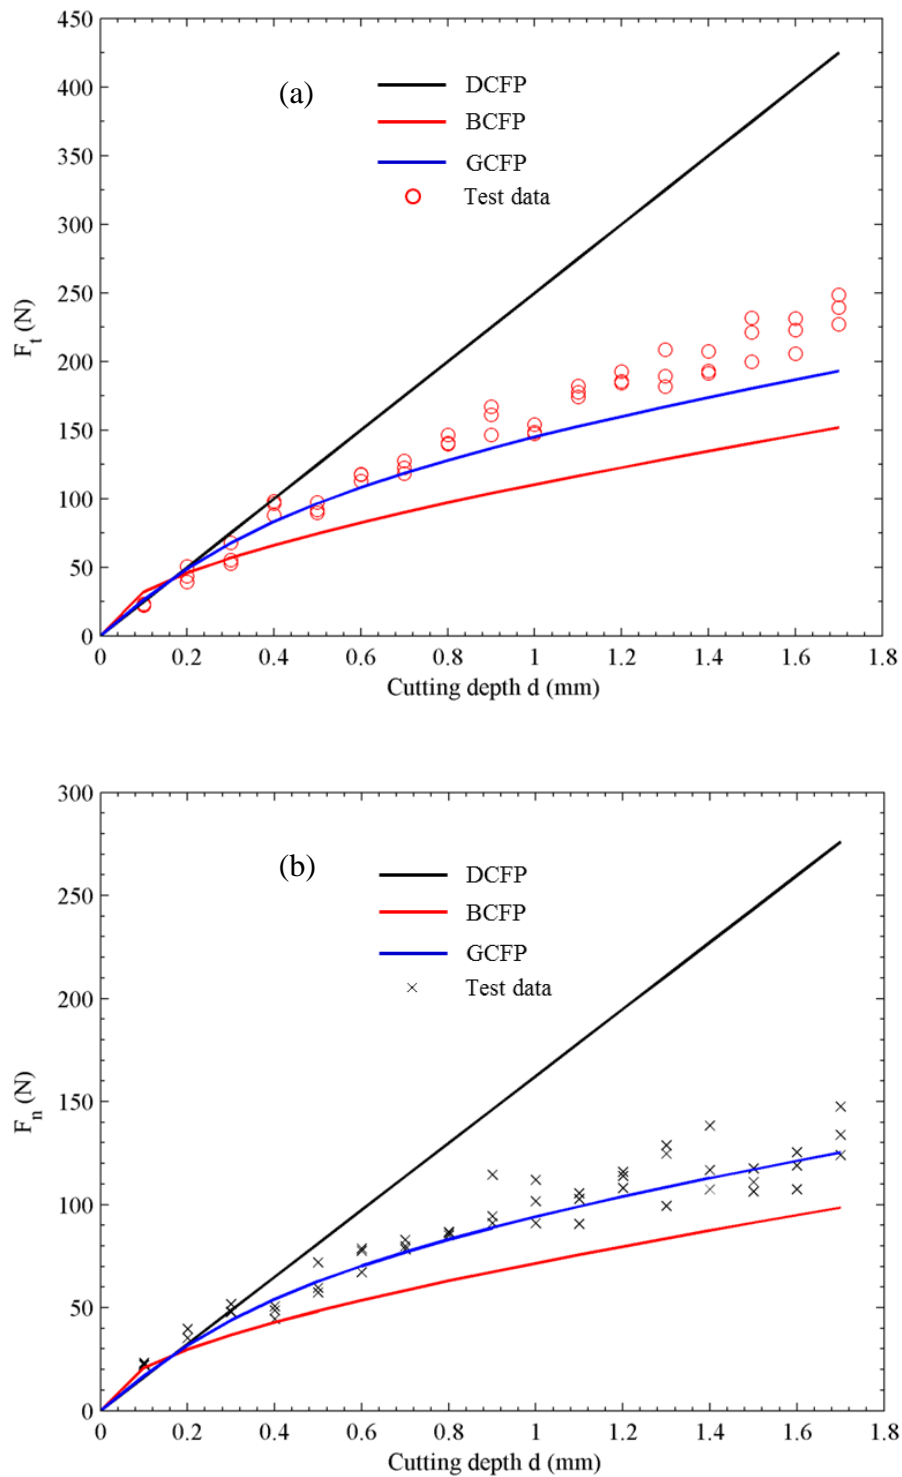 450
400
350
300
250
200
150
100
50
0
F_t (N)
(a)
DCFP
BCFP
GCFP
Test data
0 0.2 0.4 0.6 0.8 1 1.2 1.4 1.6 1.8
Cutting depth d (mm)
300
250
200
150
100
50
0
F_n (N)
(b)
DCFP
BCFP
GCFP
Test data
0 0.2 0.4 0.6 0.8 1 1.2 1.4 1.6 1.8
Cutting depth d (mm)